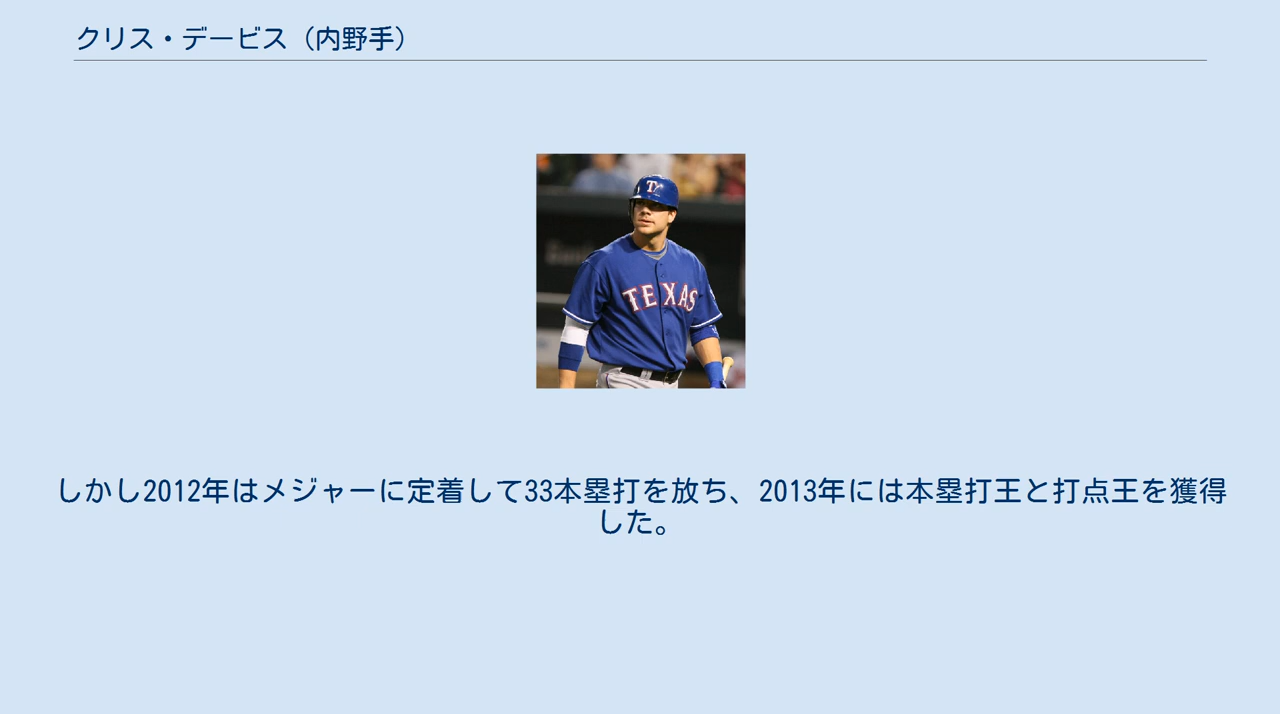 クリス・デービス（内野手）
T
TEXAS
しかし2012年はメジャーに定着して33本塁打を放ち、2013年には本塁打王と打点王を獲得
した。